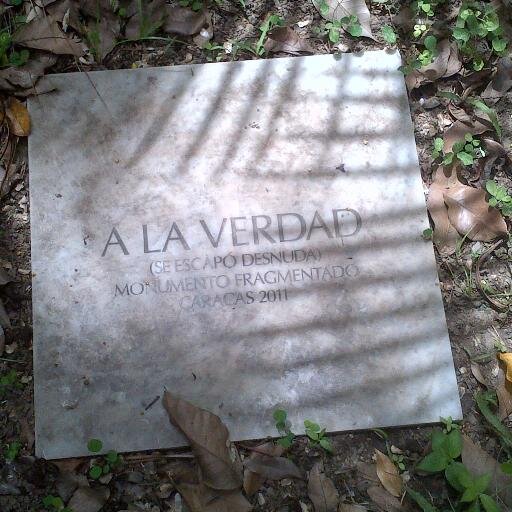 A LA VERDAD
(SE ESCAPÓ DESNUDA)
MONUMENTO FRAGMENTADO
CARACAS 2011